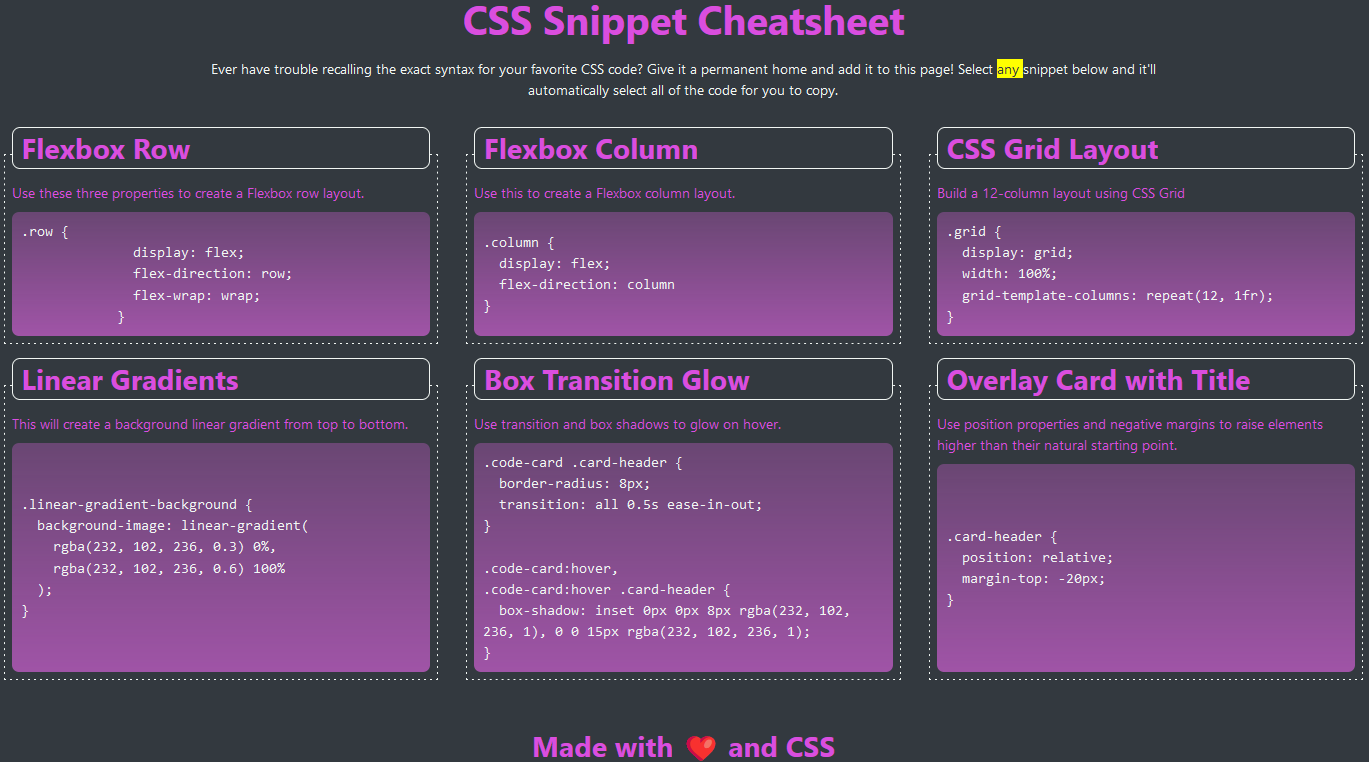 CSS Snippet Cheatsheet
Ever have trouble recalling the exact syntax for your favorite CSS code? Give it a permanent home and add it to this page! Select any snippet below and it'll
automatically select all of the code for you to copy.
Flexbox Row
Use these three properties to create a Flexbox row layout.
.row {
display: flex;
flex-direction: row;
flex-wrap: wrap;
}
Flexbox Column
Use this to create a Flexbox column layout.
.column {
display: flex;
flex-direction: column
}
CSS Grid Layout
Build a 12-column layout using CSS Grid
.grid {
display: grid;
width: 100%;
grid-template-columns: repeat(12, 1fr);
}
Linear Gradients
This will create a background linear gradient from top to bottom.
.linear-gradient-background {
background-image: linear-gradient(
rgba(232, 102, 236, 0.3) 0%,
rgba(232, 102, 236, 0.6) 100%
);
}
Box Transition Glow
Use transition and box shadows to glow on hover.
.code-card .card-header {
border-radius: 8px;
transition: all 0.5s ease-in-out;
}
.code-card:hover,
.code-card:hover .card-header {
box-shadow: inset 0px 0px 8px rgba(232, 102,
236, 1), 0 0 15px rgba(232, 102, 236, 1);
}
Overlay Card with Title
Use position properties and negative margins to raise elements
higher than their natural starting point.
.card-header {
position: relative;
margin-top: -20px;
}
Made with ❤️ and CSS